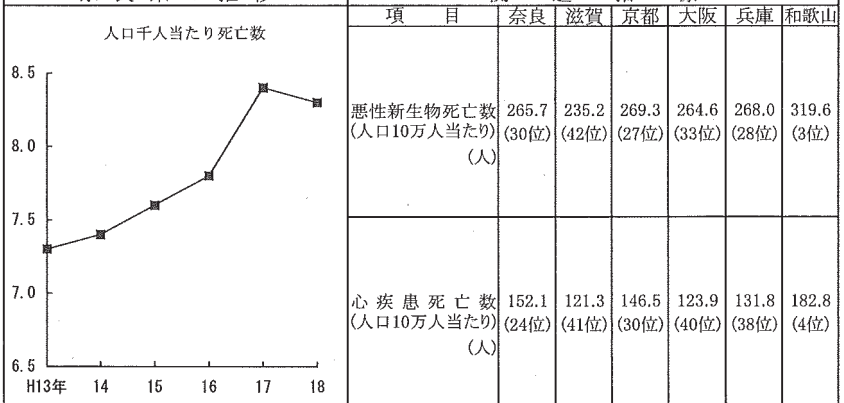 人口千人当たり死亡数
8.5
8.0
7.5
7.0
6.5
H13年 14 15 16 17 18
項 目 奈良 滋賀 京都 大阪 兵庫 和歌山
悪性新生物死亡数 265.7 235.2 269.3 264.6 268.0 319.6
(人口10万人当たり) (30位) (42位) (27位) (33位) (28位) (3位)
(人)
心疾患死亡数 152.1 121.3 146.5 123.9 131.8 182.8
(人口10万人当たり) (24位) (41位) (30位) (40位) (38位) (4位)
(人)